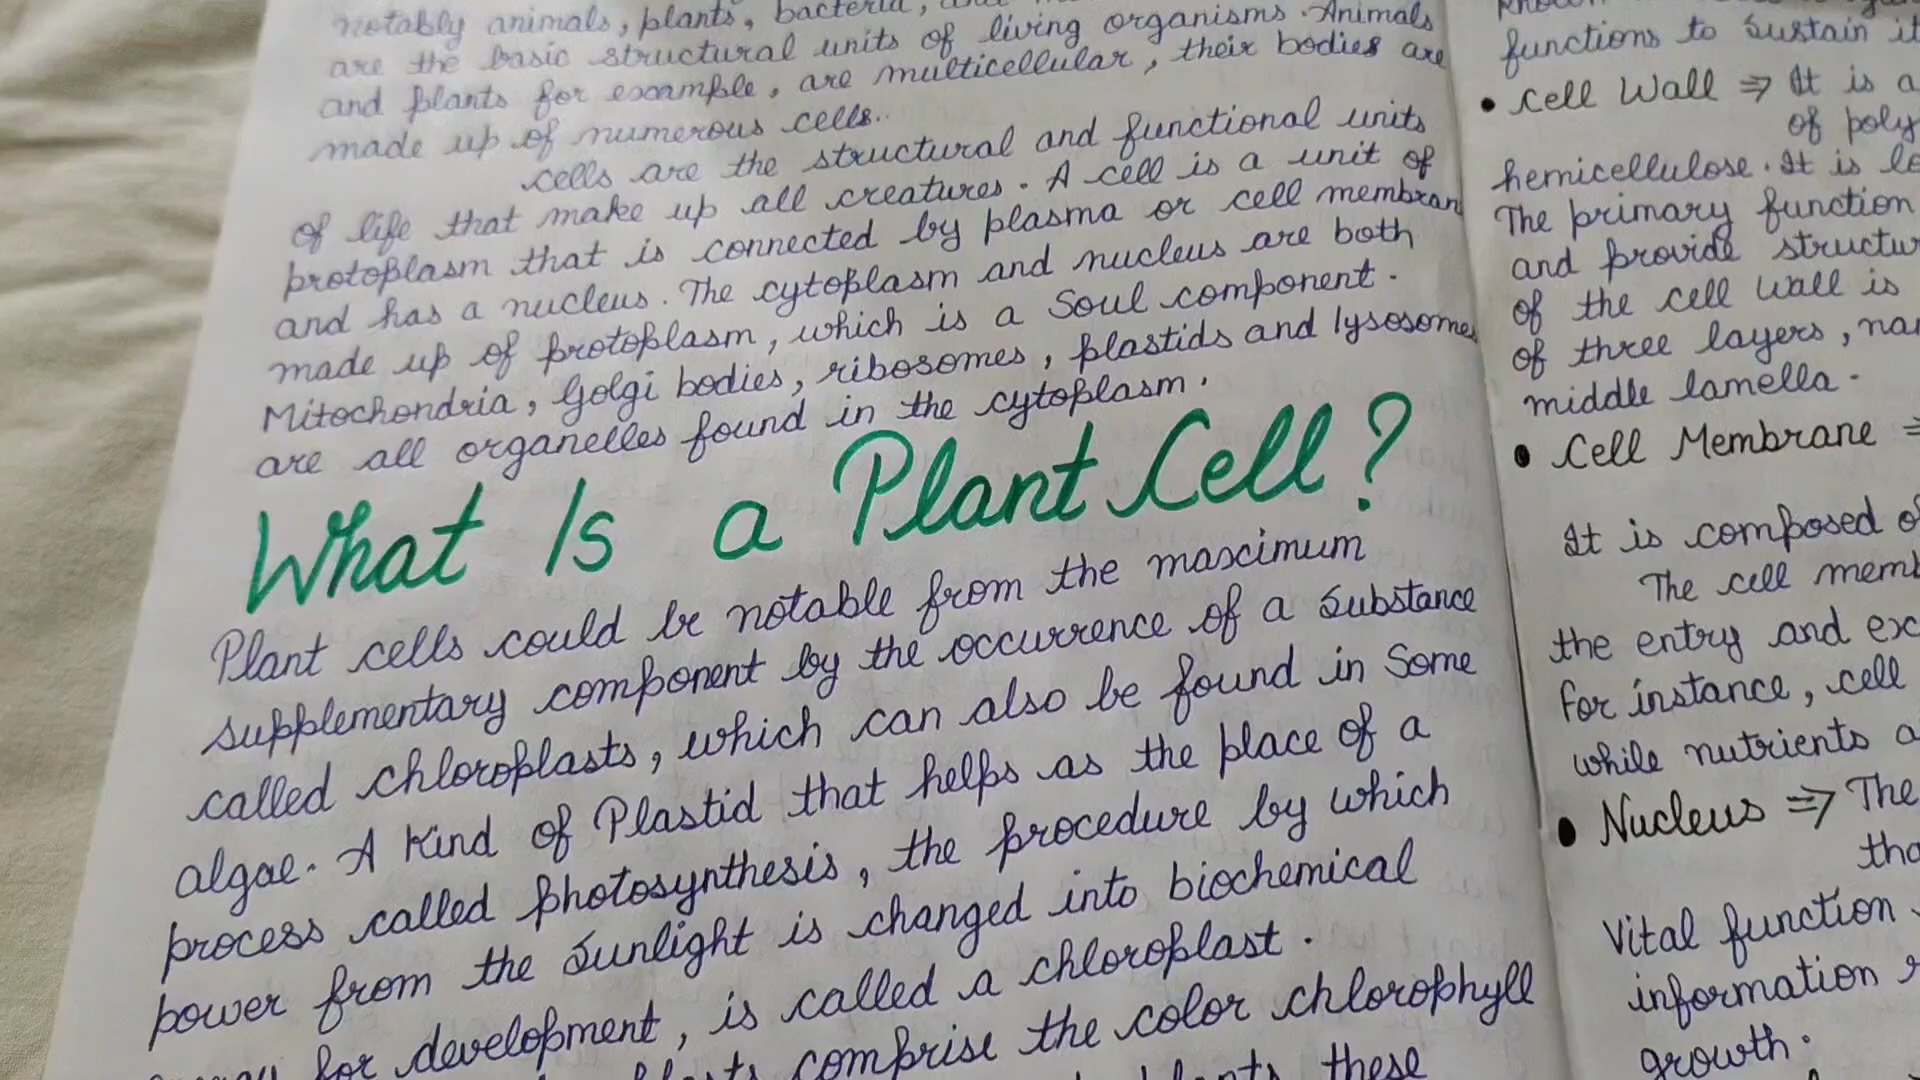 notably animals, plants, bacteria,
are the basic structural units of living organisms. Animals
and plants for example, are multicellular, their bodies are
made up of numerous cells..
cells are the structural and functional units
of life that make up all creatures. A cell is a unit of
protoplasm that is connected by plasma or cell membran
and has a nucleus. The cytoplasm and nucleus are both
made up of protoplasm, which is a Soul component.
Mitochondria, Golgi bodies, ribosomes, plastids and lysosomes
are all organelles found in the cytoplasm.
What Is a Plant Cell?
Plant cells could be notable from the maximum
supplementary component by the occurrence of a substance
called chloroplasts, which can also be found in Some
algae. A Kind of Plastid that helps as the place of a
process called photosynthesis, the procedure by which
power from the Sunlight is changed into biochemical
for development, is called a chloroplast.
comprise the color chlorophyll
these
functions to sustain it
• Cell Wall ⇒ It is a
of poly
hemicellulose. It is
The primary function
and provide structur
of the cell wall is
of three layers, nam
middle lamella.
• Cell Membrane ⇒
It is composed of
The cell memb
the entry and exc
For instance, cell
while nutrients a
• Nucleus ⇒ The
tha
Vital function
information
growth.